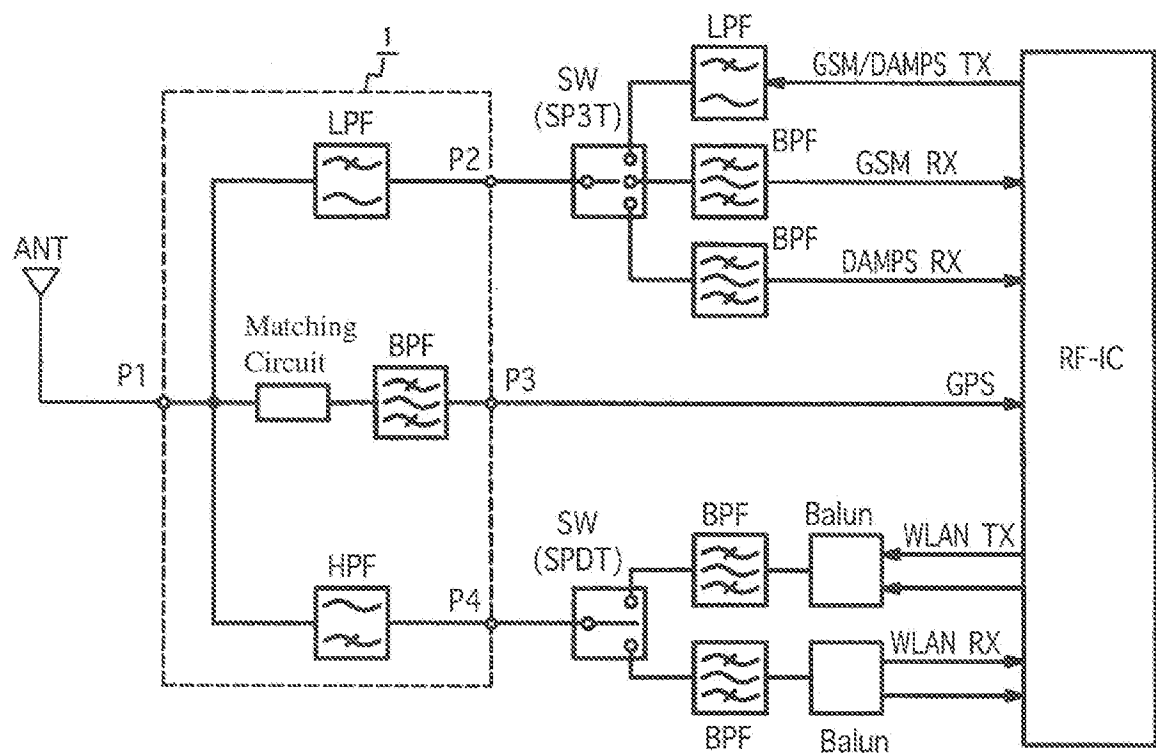 1
LPF
SW
(SP3T)
GSM/DAMPS TX
LPF
P2
BPF
GSM RX
ANT
BPF
DAMPS RX
Matching
Circuit
BPF
P1
P3
GPS
RF-IC
SW
(SPDT)
BPF
Balun
WLAN TX
HPF
P4
WLAN RX
BPF
Balun